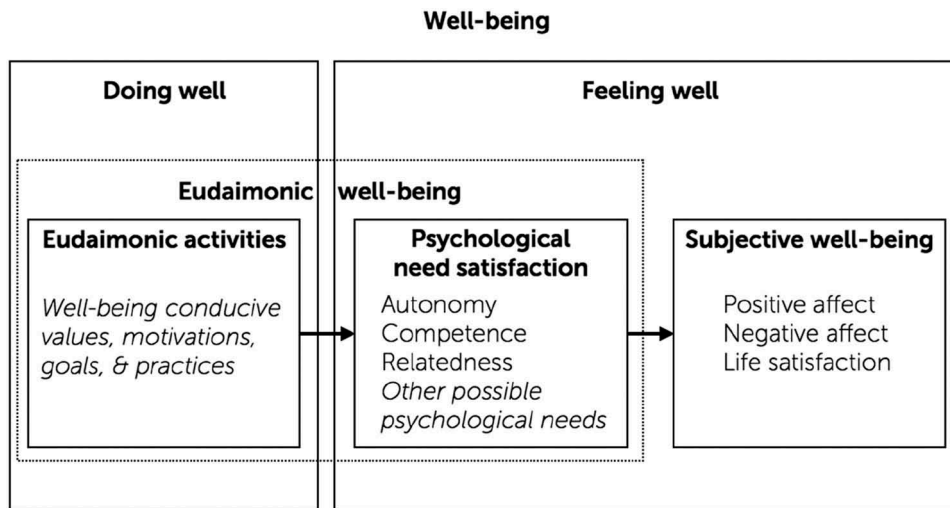 Well-being
Doing well
Feeling well
Eudaimonic well-being
Eudaimonic activities
Well-being conducive
values, motivations,
goals, & practices
Psychological
need satisfaction
Autonomy
Competence
Relatedness
Other possible
psychological needs
Subjective well-being
Positive affect
Negative affect
Life satisfaction